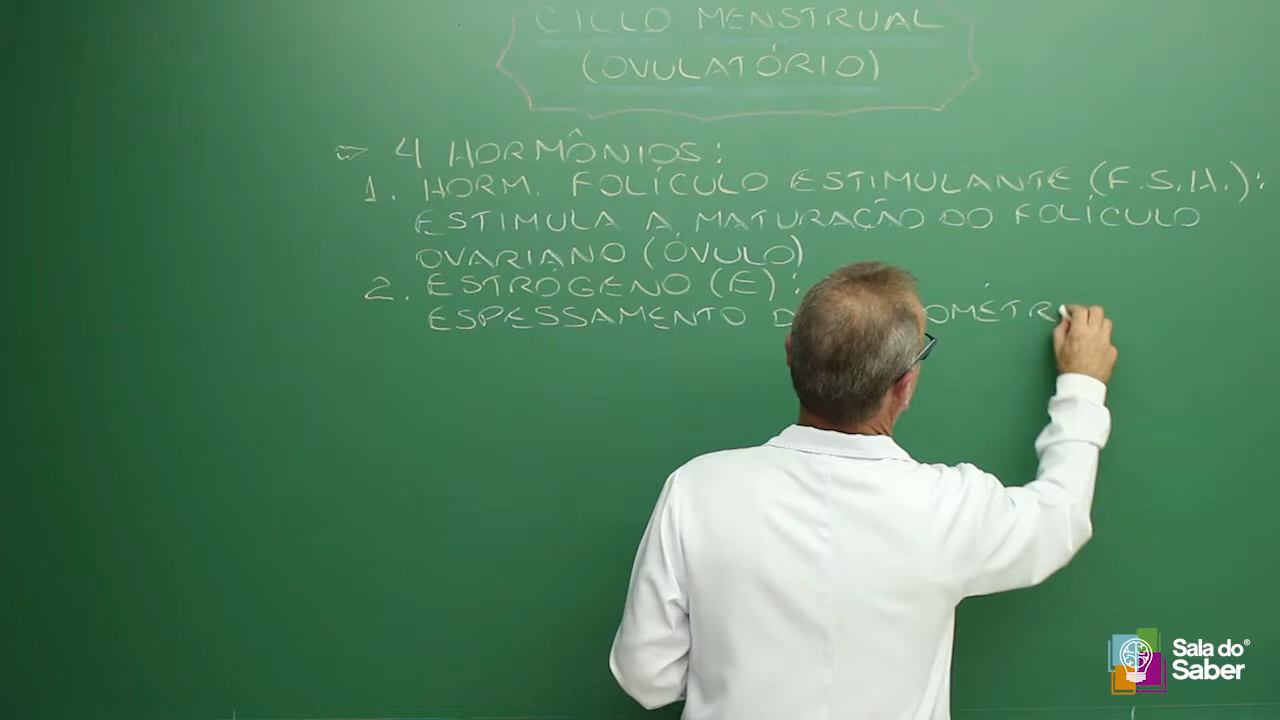 CICLO MENSTRUAL
(OVULATÓRIO)
⇒ 4 HORMÔNIOS:
1. HORM. FOLÍCULO ESTIMULANTE (F.S.H.):
ESTIMULA A MATURAÇÃO DO FOLÍCULO
OVARIANO (ÓVULO)
2. ESTRÓGENO (E):
ESPESSAMENTO
Sala do®
Saber